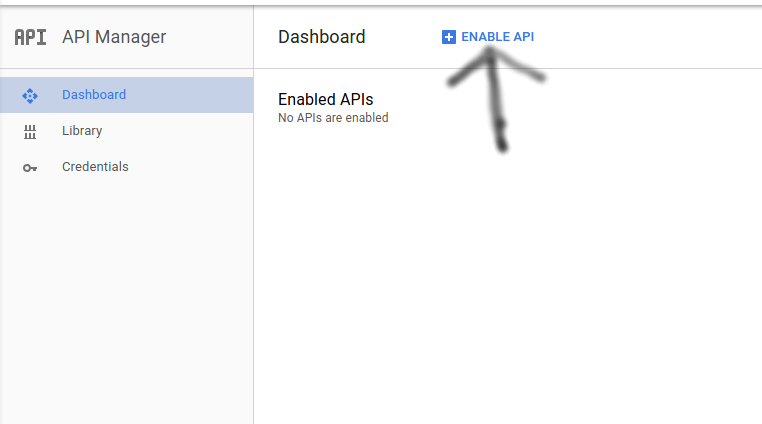 API API Manager
Dashboard
Library
Credentials
Dashboard
ENABLE API
Enabled APIs
No APIs are enabled